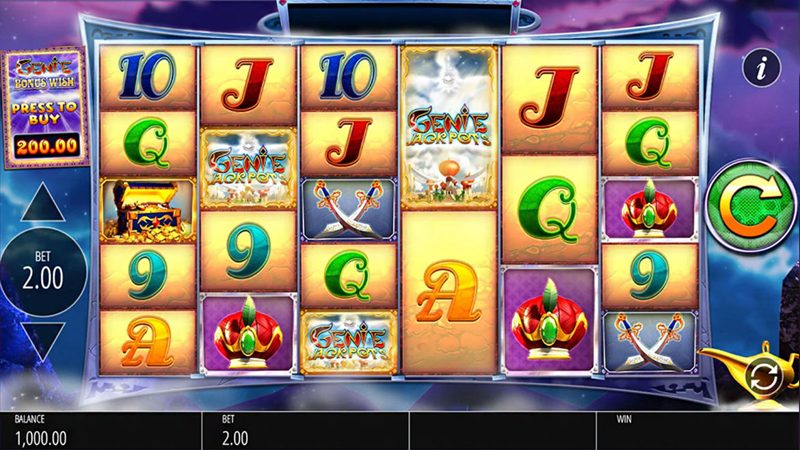 GENIE
BONUS WISH
PRESS TO
BUY
200.00
BET
2.00
10
J
10
GENIE
JACKPOTS
J
J
Q
GENIE
JACKPOTS
J
Q
Q
9
9
Q
A
A
GENIE
JACKPOTS
9
i
BALANCE
1,000.00
BET
2.00
WIN